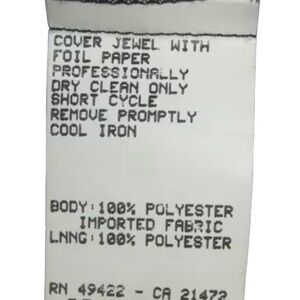 COVER JEWEL WITH
FOIL PAPER
PROFESSIONALLY
DRY CLEAN ONLY
SHORT CYCLE
REMOVE PROMPTLY
COOL IRON
BODY:100% POLYESTER
IMPORTED FABRIC
LNNG:100% POLYESTER
RN 49422 - CA 21472